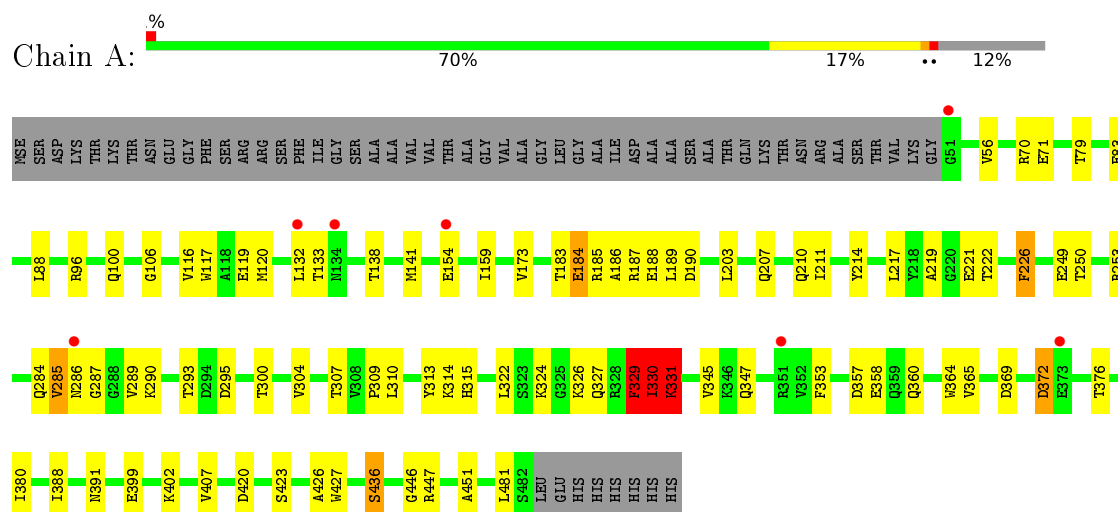 %
Chain A:
70% 17% •• 12%
MSE SER ASP LYS THR LYS THR ASN GLU GLY PHE SER ARG ARG SER PHE ILE GLY SER ALA ALA VAL VAL THR ALA GLY VAL ALA GLY LEU GLY ALA ILE ASP ALA ALA SER ALA THR GLN LYS THR ASN ARG ALA SER THR VAL LYS GLY G51 V56 R70 E71 T79
L88 R96 Q100 G106 V116 W117 A118 E119 M120 L132 T133 N134 T138 M141 E154 I159 V173 T183 E184 R185 A186 R187 E188 L189 D190 L203 Q207 Q210 I211 Y214 L217 Y218 A219 G220 E221 T222 F226 E249 T250
Q284 V285 N286 G287 G288 V289 K290 T293 D294 D295 T300 V304 T307 V308 P309 L310 Y313 K314 H315 L322 S323 K324 G325 K326 Q327 R328 F329 I330 K331 V345 K346 Q347 R351 V352 F353 D357 E358 Q359 Q360 W364 V365 D369 D372 E373 T376
I380 I388 N391 E399 K402 V407 D420 S423 A426 W427 S436 G446 R447 A451 L481 S482 LEU GLU HIS HIS HIS HIS HIS HIS